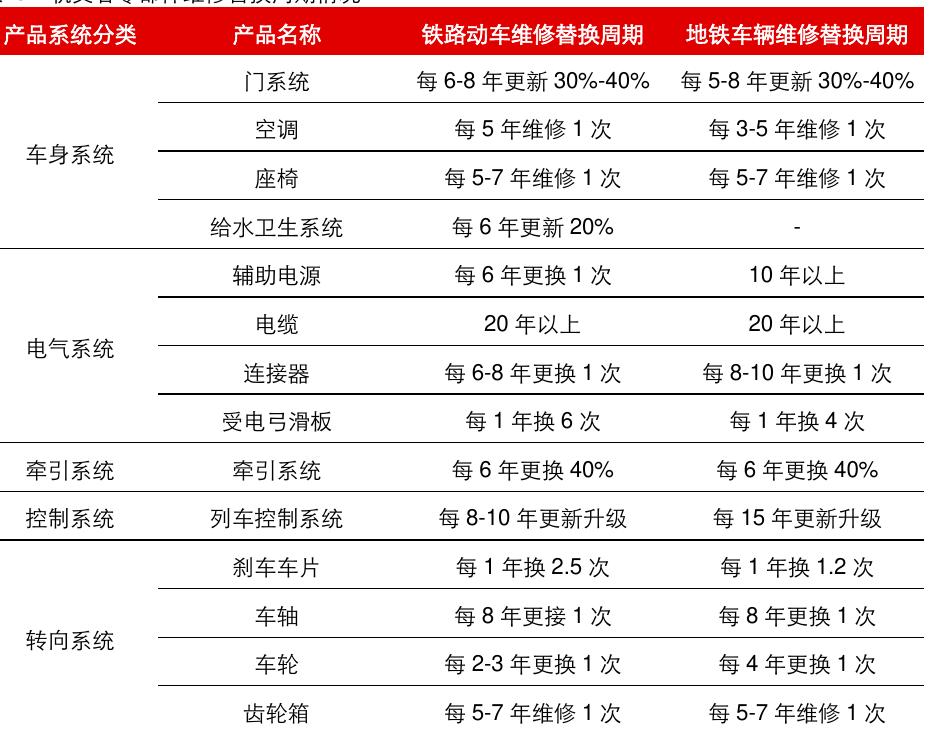 产品系统分类 产品名称 铁路动车维修替换周期 地铁车辆维修替换周期
门系统 每 6-8 年更新 30%-40% 每 5-8 年更新 30%-40%
空调 每 5 年维修 1 次 每 3-5 年维修 1 次
车身系统
座椅 每 5-7 年维修 1 次 每 5-7 年维修 1 次
给水卫生系统 每 6 年更新 20% -
辅助电源 每 6 年更换 1 次 10 年以上
电缆 20 年以上 20 年以上
电气系统
连接器 每 6-8 年更换 1 次 每 8-10 年更换 1 次
受电弓滑板 每 1 年换 6 次 每 1 年换 4 次
牵引系统 牵引系统 每 6 年更换 40% 每 6 年更换 40%
控制系统 列车控制系统 每 8-10 年更新升级 每 15 年更新升级
刹车车片 每 1 年换 2.5 次 每 1 年换 1.2 次
车轴 每 8 年更接 1 次 每 8 年更换 1 次
转向系统
车轮 每 2-3 年更换 1 次 每 4 年更换 1 次
齿轮箱 每 5-7 年维修 1 次 每 5-7 年维修 1 次